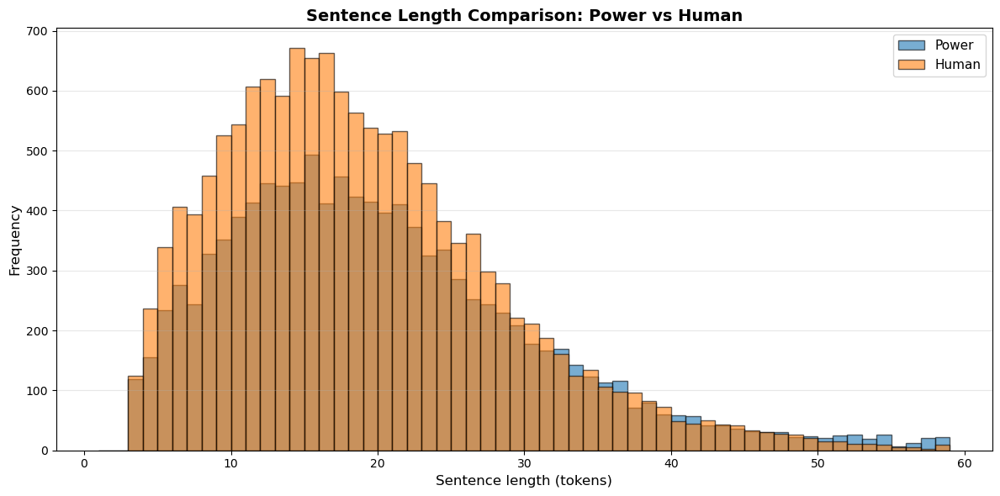 Sentence Length Comparison: Power vs Human
Power
Human
Frequency
700
600
500
400
300
200
100
0
0 10 20 30 40 50 60
Sentence length (tokens)